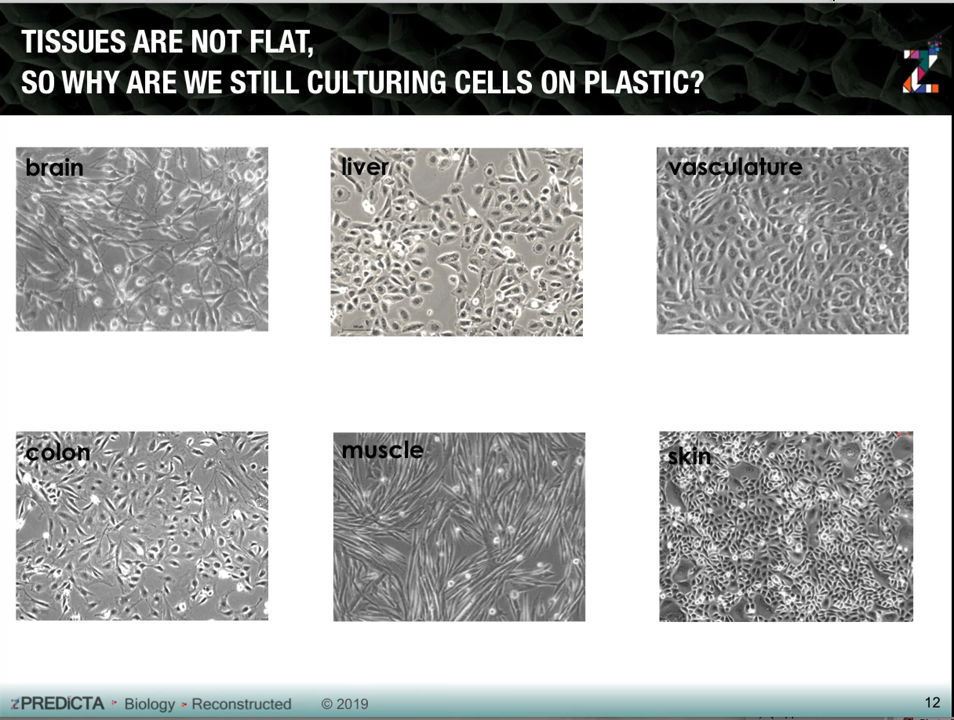 TISSUES ARE NOT FLAT,
SO WHY ARE WE STILL CULTURING CELLS ON PLASTIC?
brain
liver
vasculature
colon
muscle
skin
zPREDiCTA • Biology • Reconstructed © 2019
12